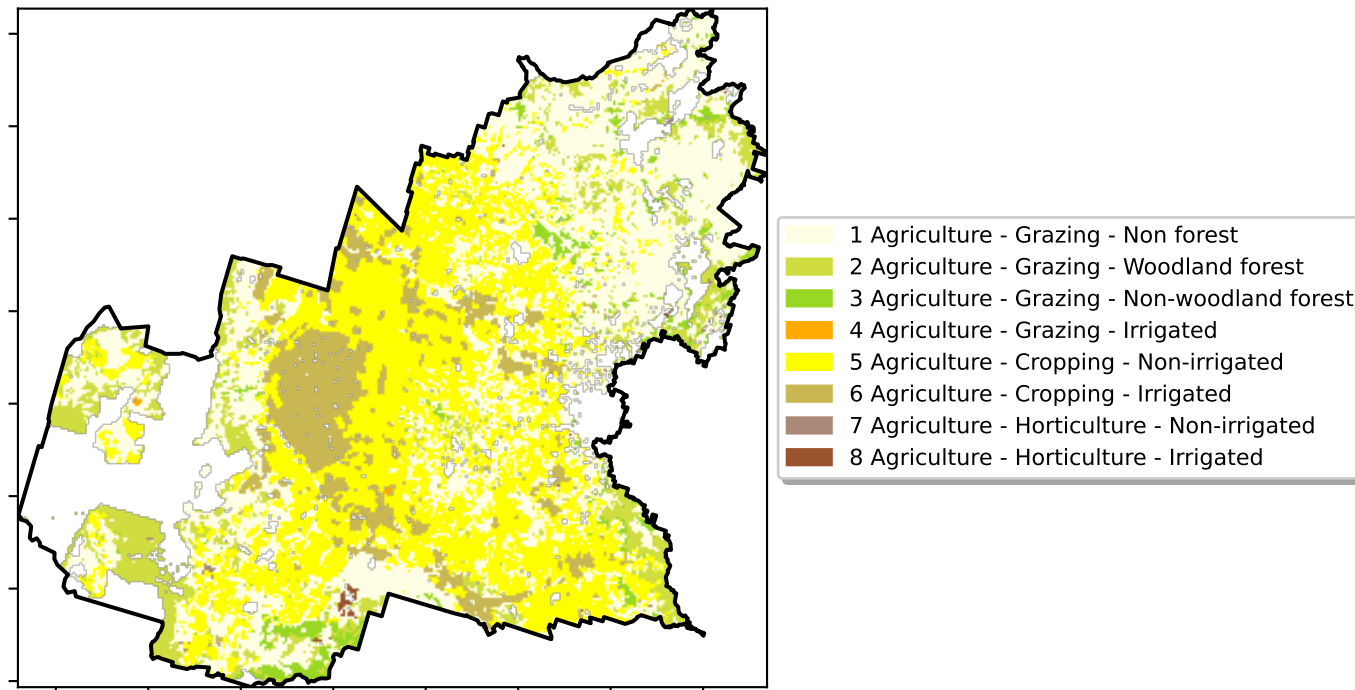 1 Agriculture - Grazing - Non forest
2 Agriculture - Grazing - Woodland forest
3 Agriculture - Grazing - Non-woodland forest
4 Agriculture - Grazing - Irrigated
5 Agriculture - Cropping - Non-irrigated
6 Agriculture - Cropping - Irrigated
7 Agriculture - Horticulture - Non-irrigated
8 Agriculture - Horticulture - Irrigated